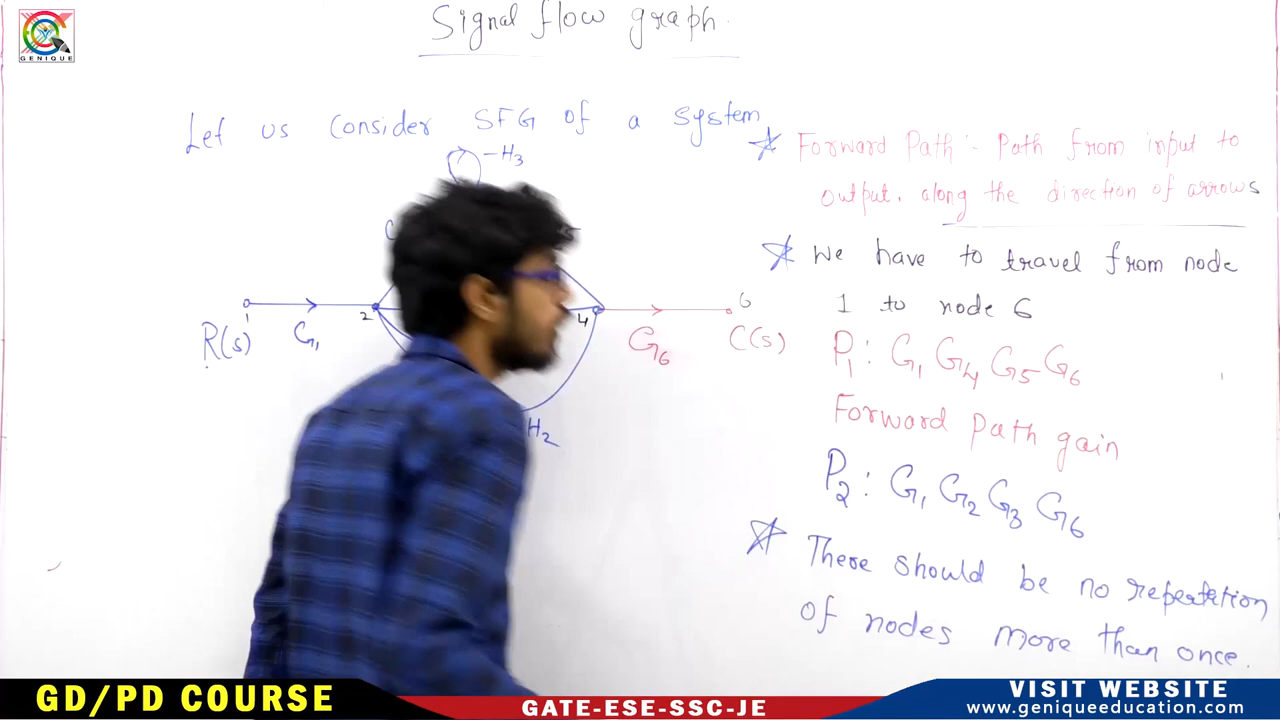 GENIQUE
Signal flow graph
Let us consider SFG of a system
-H3
R(s)
1
G1
2
4
H2
G6
6
C(s)
* Forward Path :- Path from input to
output, along the direction of arrows
* We have to travel from node
1 to node 6
P1 : G1 G4 G5 G6
Forward path gain
P2 : G1 G2 G3 G6
* There should be no repeatation
of nodes more than once.
GD/PD COURSE
GATE-ESE-SSC-JE
VISIT WEBSITE
www.geniqueeducation.com